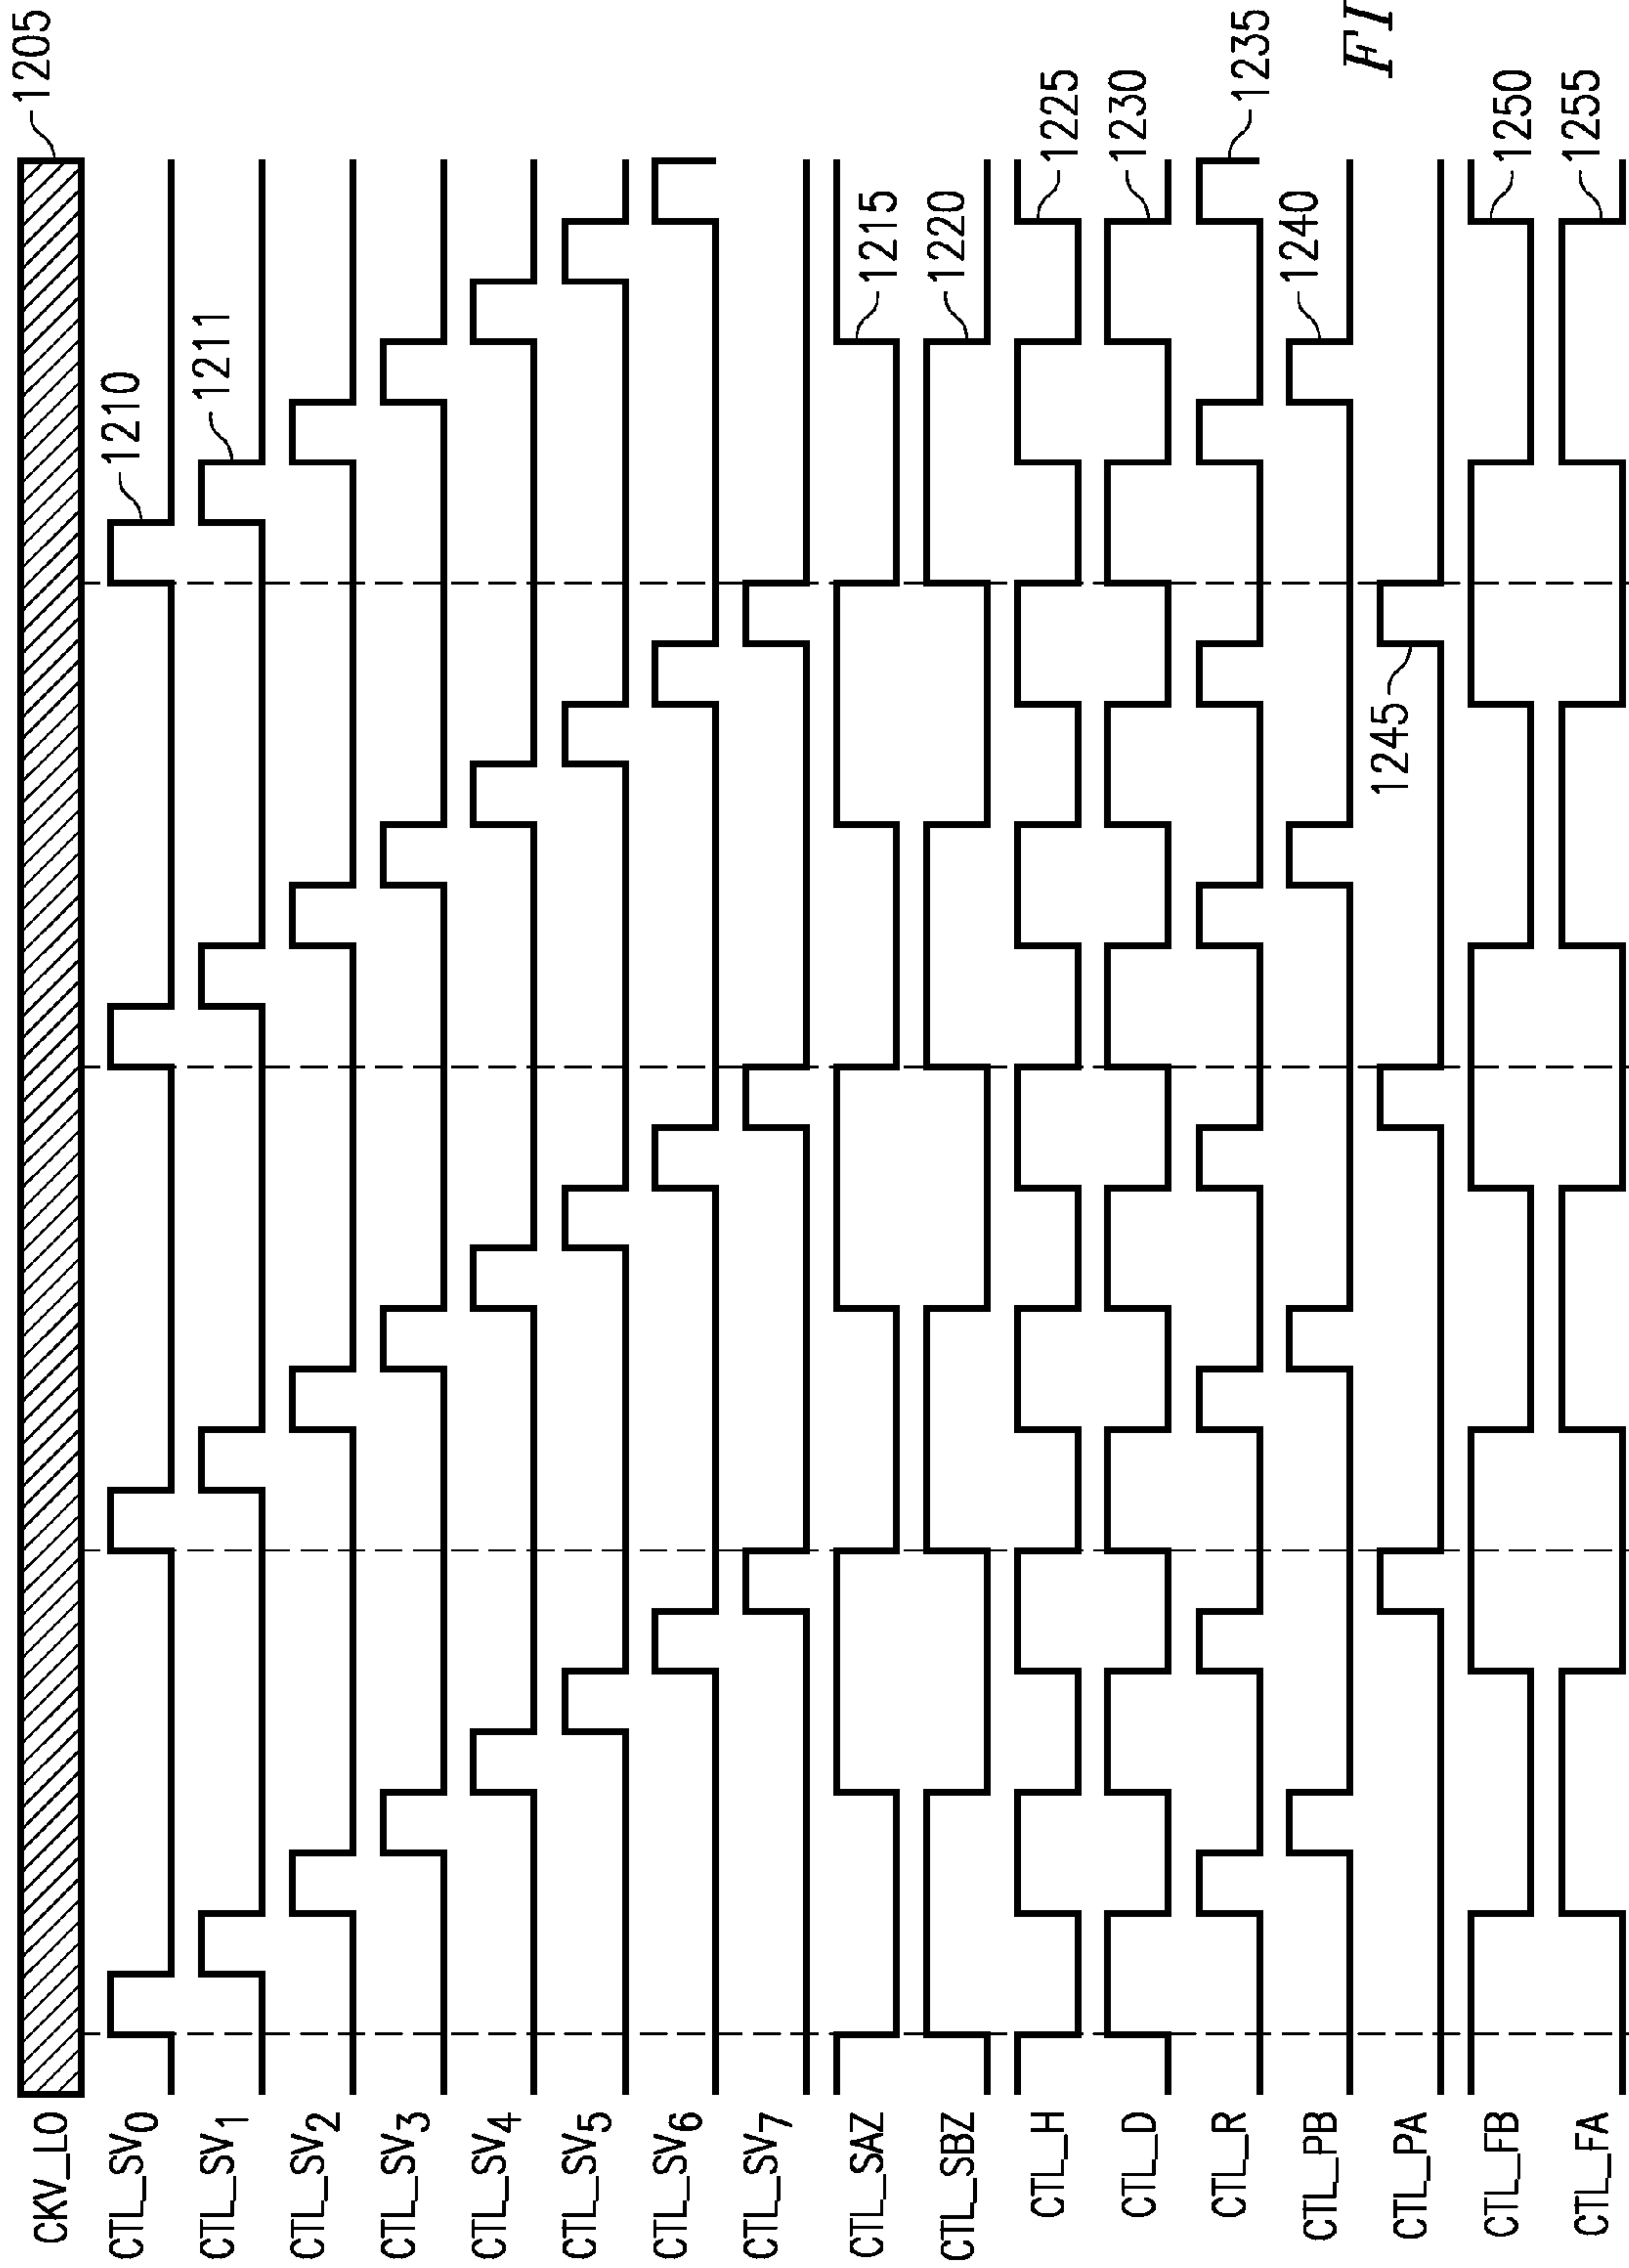 CKV_LO
CTL_SV0
CTL_SV1
CTL_SV2
CTL_SV3
CTL_SV4
CTL_SV5
CTL_SV6
CTL_SV7
CTL_SAZ
CTL_SBZ
CTL_H
CTL_D
CTL_R
CTL_PB
CTL_PA
CTL_FB
CTL_FA
1205
1210
1211
1215
1220
1225
1230
1235
1240
1245
1250
1255
FI